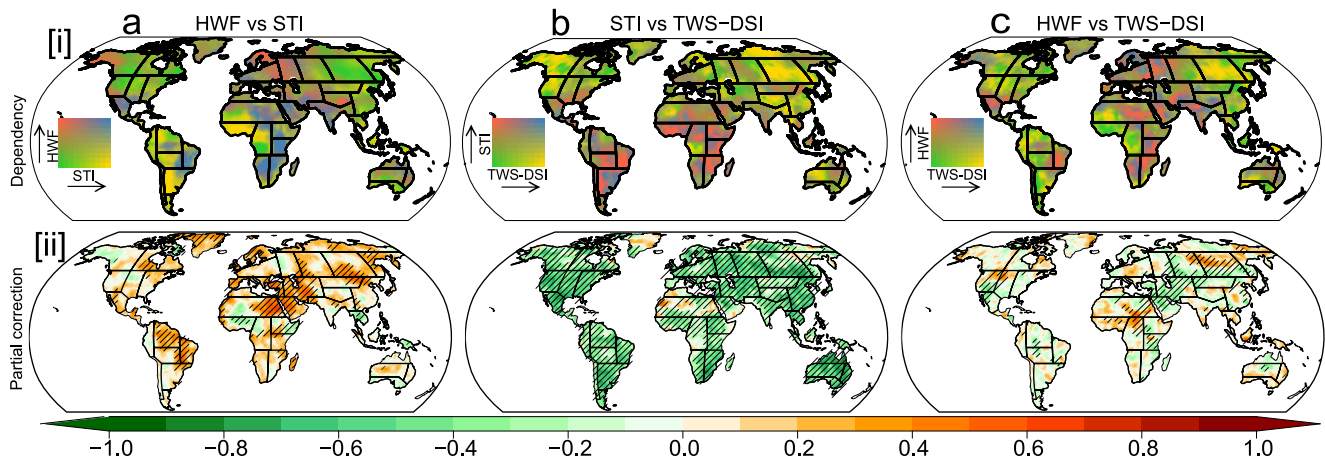 a HWF vs STI
b STI vs TWS-DSI
c HWF vs TWS-DSI
[i]
Dependency
HWF
STI
STI
TWS-DSI
HWF
TWS-DSI
[ii]
Partial correction
−1.0 −0.8 −0.6 −0.4 −0.2 0.0 0.2 0.4 0.6 0.8 1.0